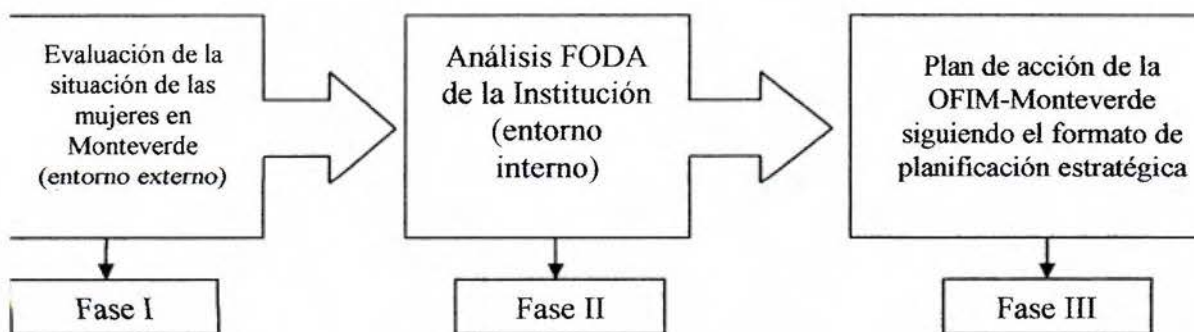 Evaluación de la
situación de las
mujeres en
Monteverde
(entorno externo)
Análisis FODA
de la Institución
(entorno
interno)
Plan de acción de la
OFIM-Monteverde
siguiendo el formato de
planificación estratégica
Fase I
Fase II
Fase III